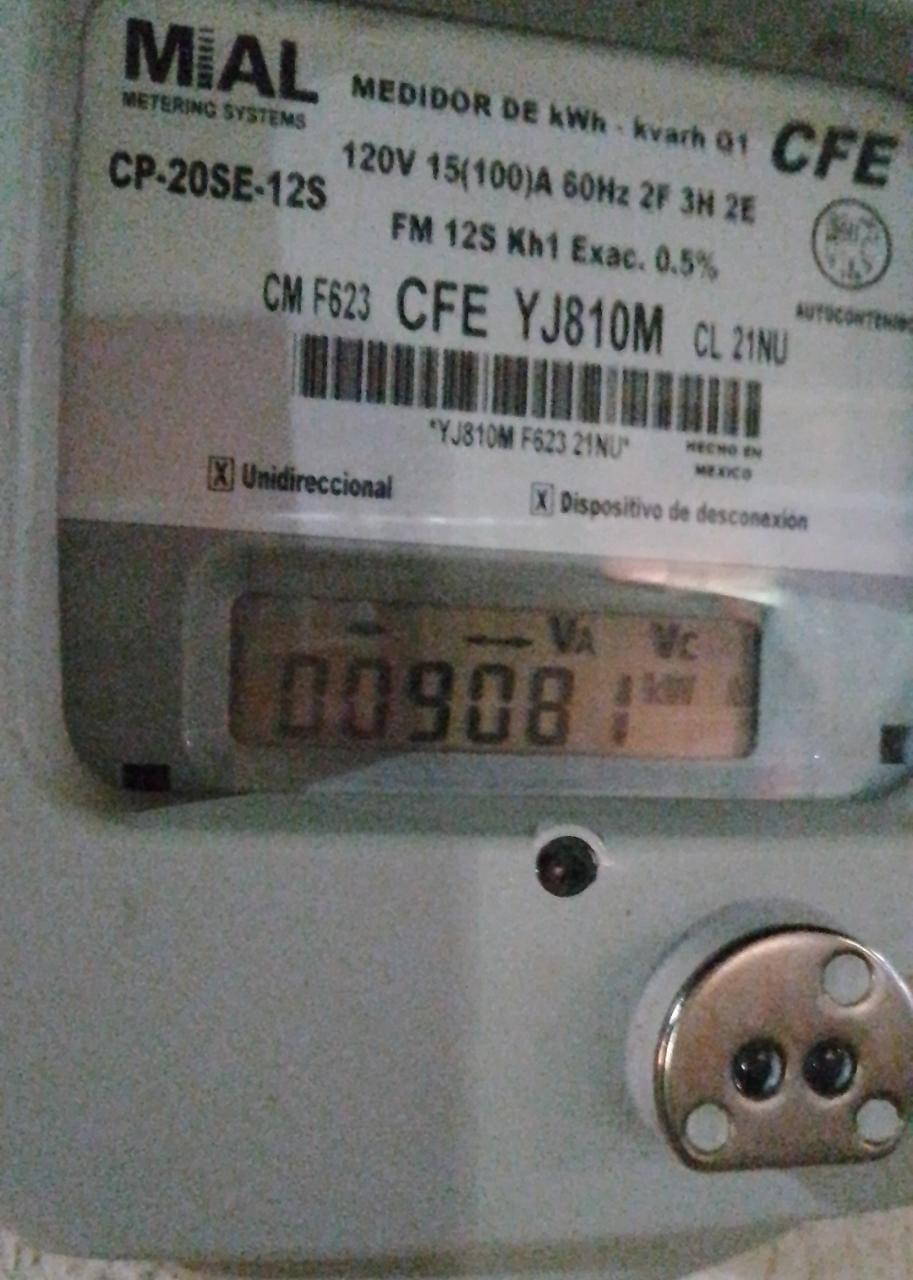 MIAL
METERING SYSTEMS
MEDIDOR DE kWh - kvarh Q1
CFE
CP-20SE-12S
120V 15(100)A 60Hz 2F 3H 2E
FM 12S Kh1 Exac. 0.5%
AUTOCONTENIDO
CM F623 CFE YJ810M CL 21NU
*YJ810M F623 21NU*
HECHO EN
MEXICO
X Unidireccional
X Dispositivo de desconexión
VA VC
009081 kW